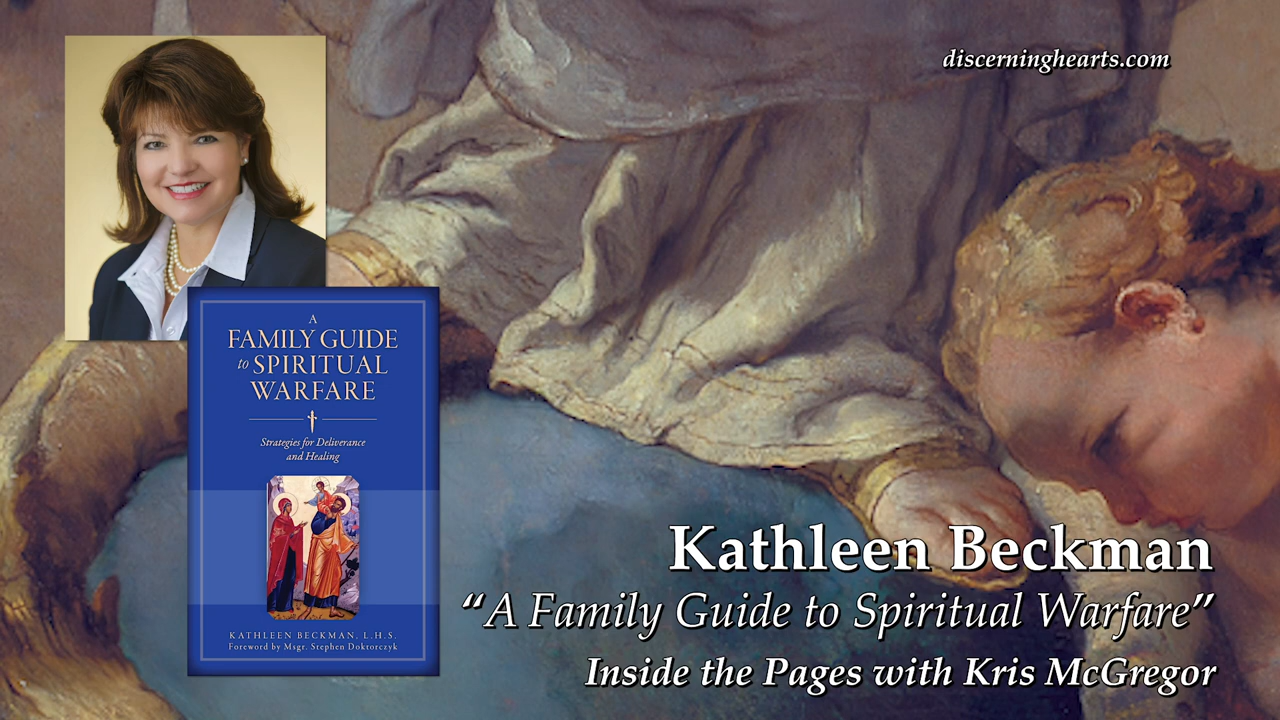 discerninghearts.com
A
FAMILY GUIDE
to SPIRITUAL
WARFARE
Strategies for Deliverance
and Healing
KATHLEEN BECKMAN, L.H.S.
Foreword by Msgr. Stephen Doktorczyk
Kathleen Beckman
“A Family Guide to Spiritual Warfare”
Inside the Pages with Kris McGregor